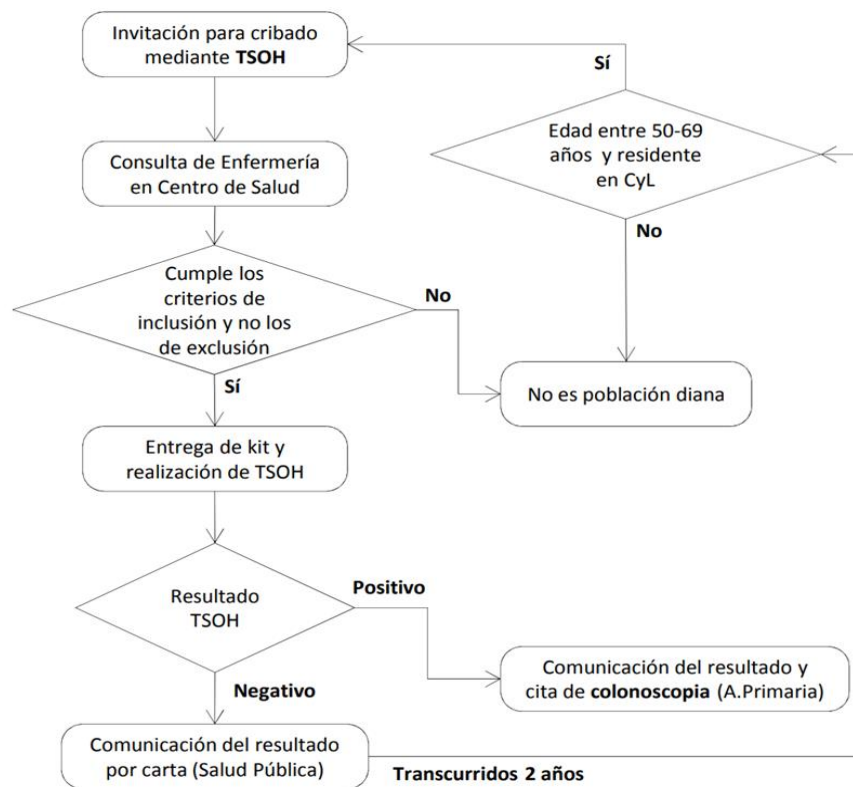 Invitación para cribado
mediante TSOH
Sí
Edad entre 50-69
años y residente
en CyL
Consulta de Enfermería
en Centro de Salud
No
Cumple los
criterios de
inclusión y no los
de exclusión
No
Sí
No es población diana
Entrega de kit y
realización de TSOH
Resultado
TSOH
Positivo
Negativo
Comunicación del resultado y
cita de colonoscopia (A.Primaria)
Comunicación del resultado
por carta (Salud Pública)
Transcurridos 2 años